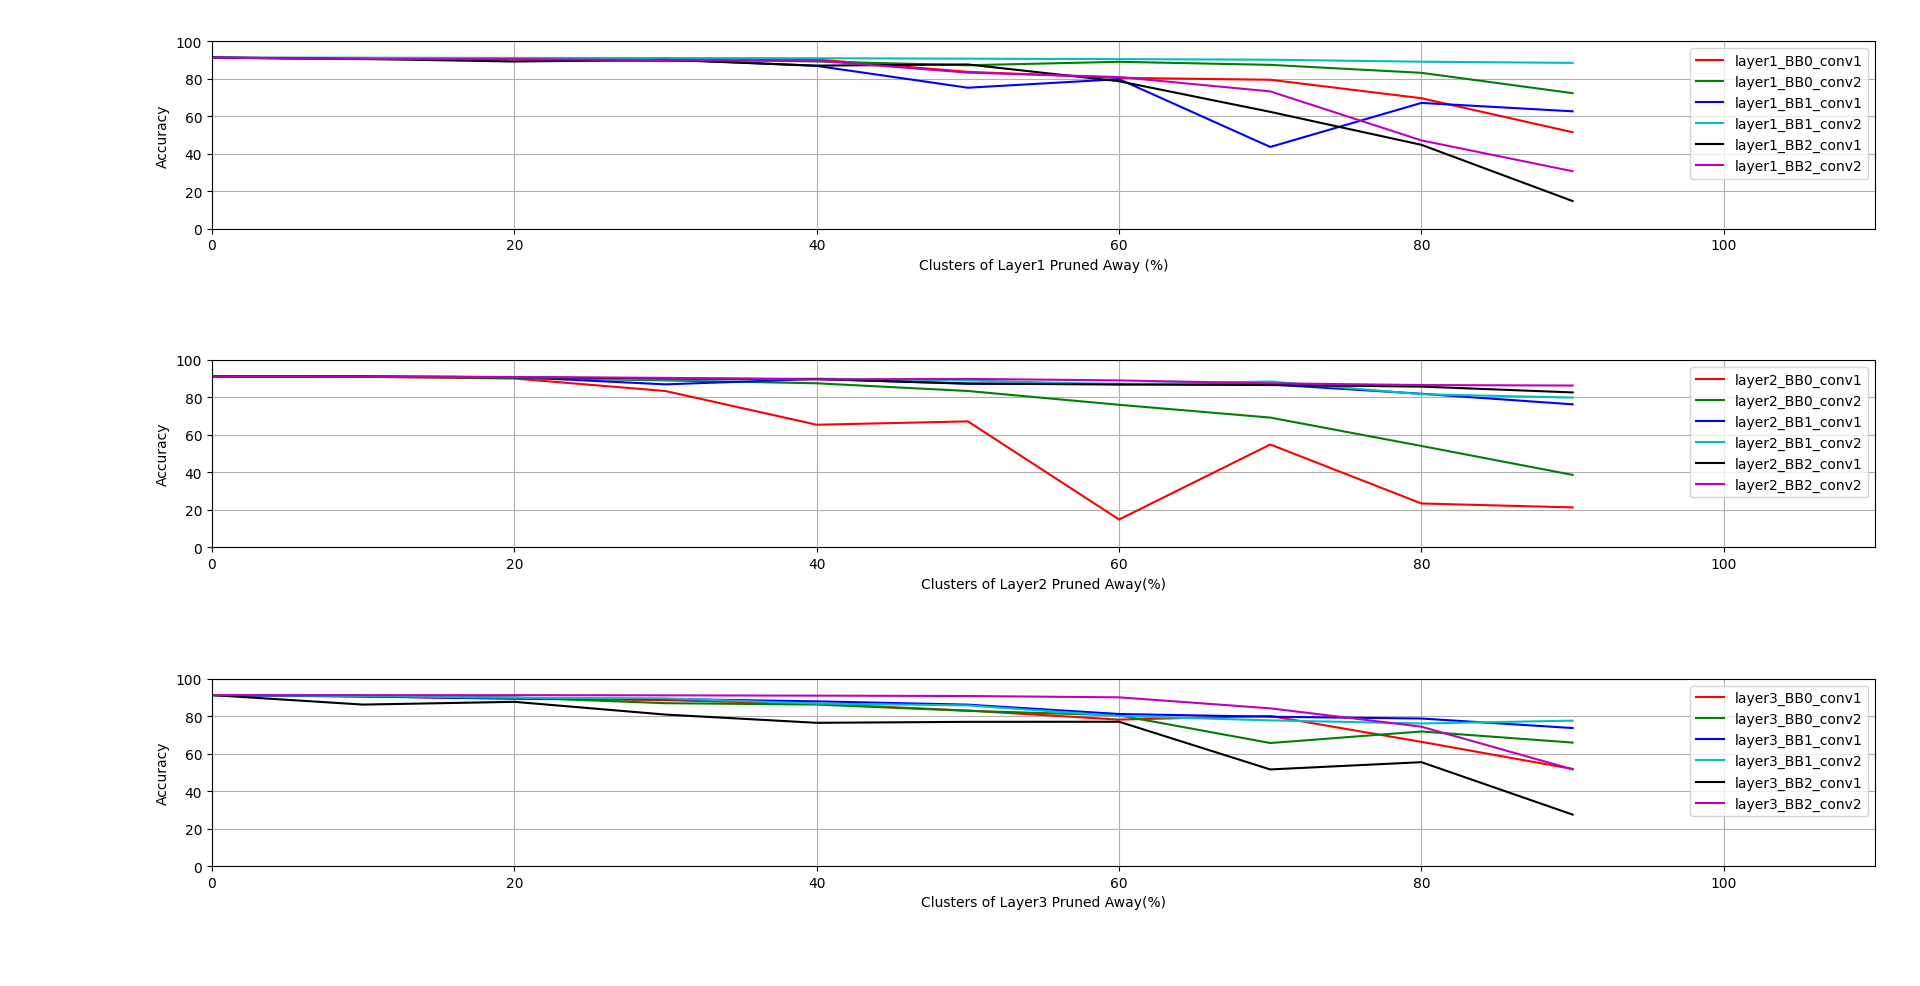 100
80
60
40
20
0
Accuracy
0 20 40 60 80 100
Clusters of Layer1 Pruned Away (%)
layer1_BB0_conv1
layer1_BB0_conv2
layer1_BB1_conv1
layer1_BB1_conv2
layer1_BB2_conv1
layer1_BB2_conv2
100
80
60
40
20
0
Accuracy
0 20 40 60 80 100
Clusters of Layer2 Pruned Away(%)
layer2_BB0_conv1
layer2_BB0_conv2
layer2_BB1_conv1
layer2_BB1_conv2
layer2_BB2_conv1
layer2_BB2_conv2
100
80
60
40
20
0
Accuracy
0 20 40 60 80 100
Clusters of Layer3 Pruned Away(%)
layer3_BB0_conv1
layer3_BB0_conv2
layer3_BB1_conv1
layer3_BB1_conv2
layer3_BB2_conv1
layer3_BB2_conv2